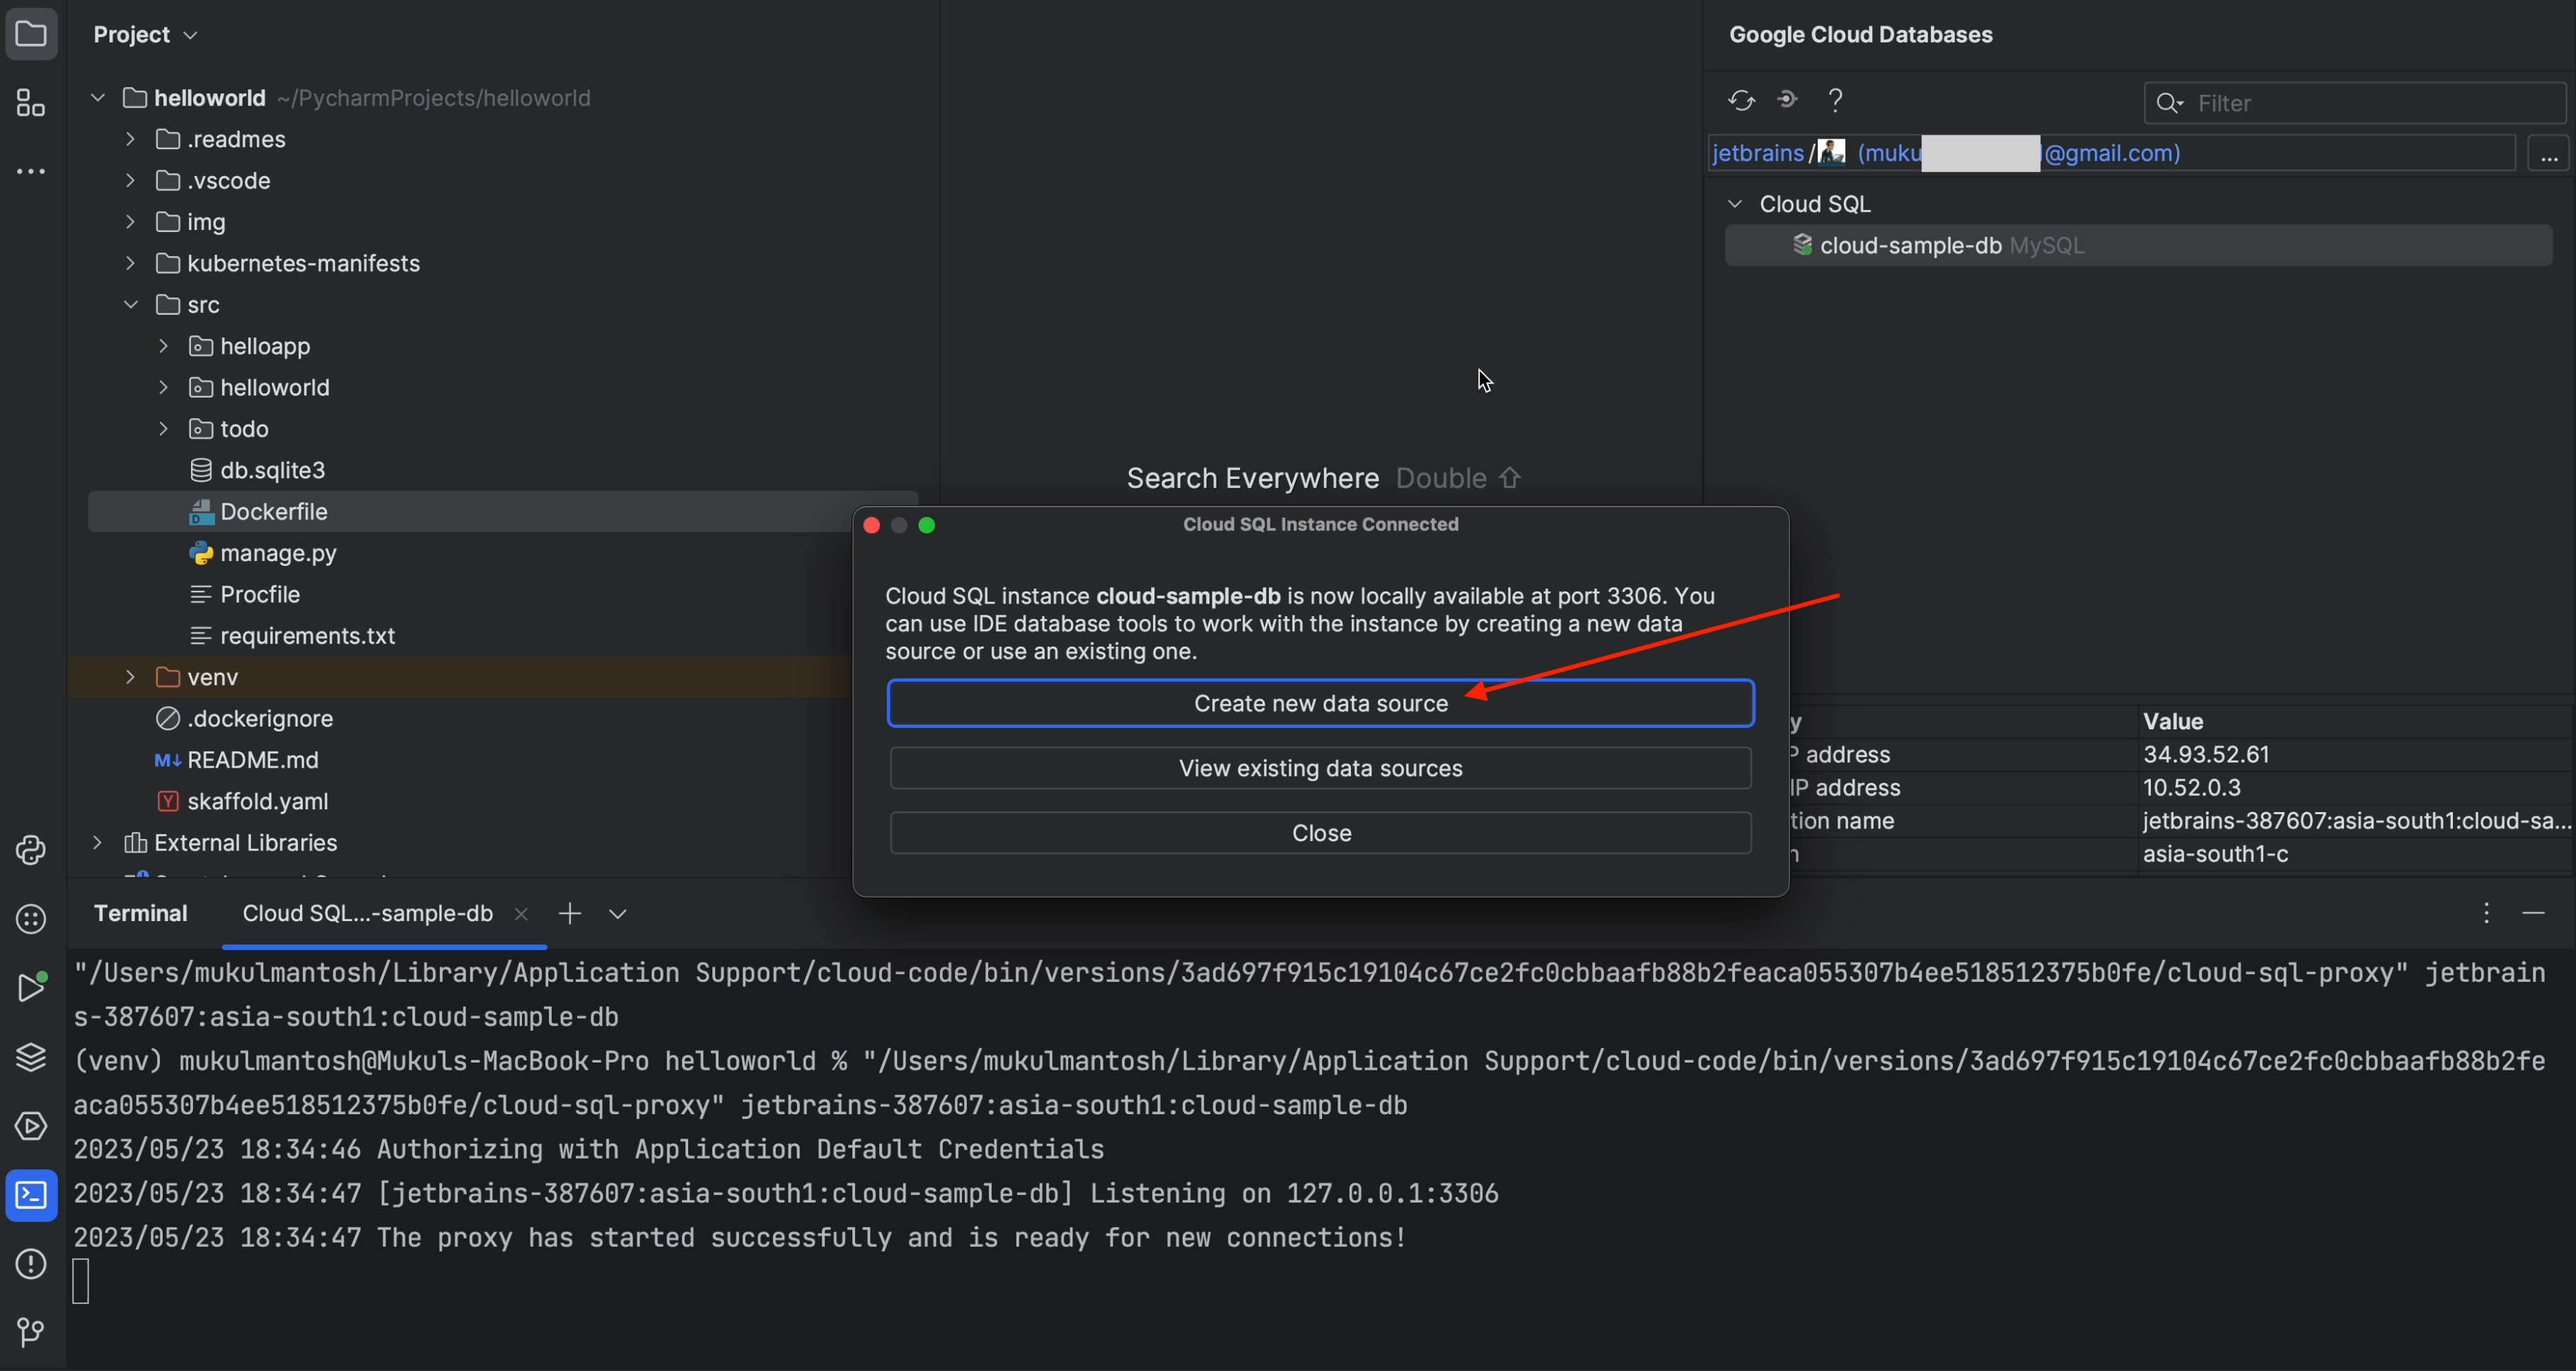 Project
helloworld ~/PycharmProjects/helloworld
.readmes
.vscode
img
kubernetes-manifests
src
helloapp
helloworld
todo
db.sqlite3
Dockerfile
manage.py
Procfile
requirements.txt
venv
.dockerignore
M↓ README.md
Y skaffold.yaml
External Libraries
Search Everywhere Double ⇧
Google Cloud Databases
? Filter
jetbrains / (muku l@gmail.com) ...
Cloud SQL
cloud-sample-db MySQL
Cloud SQL Instance Connected
Cloud SQL instance cloud-sample-db is now locally available at port 3306. You
can use IDE database tools to work with the instance by creating a new data
source or use an existing one.
Create new data source
View existing data sources
Close
y Value
P address 34.93.52.61
IP address 10.52.0.3
tion name jetbrains-387607:asia-south1:cloud-sa...
n asia-south1-c
Terminal Cloud SQL...-sample-db
"/Users/mukulmantosh/Library/Application Support/cloud-code/bin/versions/3ad697f915c19104c67ce2fc0cbbaafb88b2feaca055307b4ee518512375b0fe/cloud-sql-proxy" jetbrain
s-387607:asia-south1:cloud-sample-db
(venv) mukulmantosh@Mukuls-MacBook-Pro helloworld % "/Users/mukulmantosh/Library/Application Support/cloud-code/bin/versions/3ad697f915c19104c67ce2fc0cbbaafb88b2fe
aca055307b4ee518512375b0fe/cloud-sql-proxy" jetbrains-387607:asia-south1:cloud-sample-db
2023/05/23 18:34:46 Authorizing with Application Default Credentials
2023/05/23 18:34:47 [jetbrains-387607:asia-south1:cloud-sample-db] Listening on 127.0.0.1:3306
2023/05/23 18:34:47 The proxy has started successfully and is ready for new connections!